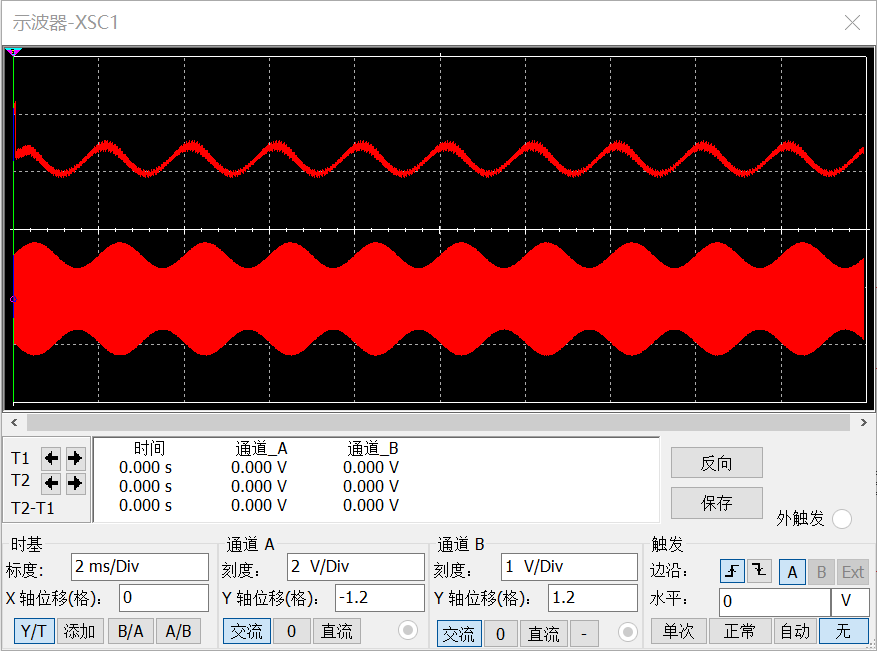 示波器-XSC1
时间 通道_A 通道_B
T1 0.000 s 0.000 V 0.000 V
T2 0.000 s 0.000 V 0.000 V
T2-T1 0.000 s 0.000 V 0.000 V
反向
保存
外触发
时基
标度: 2 ms/Div
X 轴位移(格): 0
Y/T 添加 B/A A/B
通道 A
刻度: 2 V/Div
Y 轴位移(格): -1.2
交流 0 直流
通道 B
刻度: 1 V/Div
Y 轴位移(格): 1.2
交流 0 直流 -
触发
边沿: A B Ext
水平: 0 V
单次 正常 自动 无